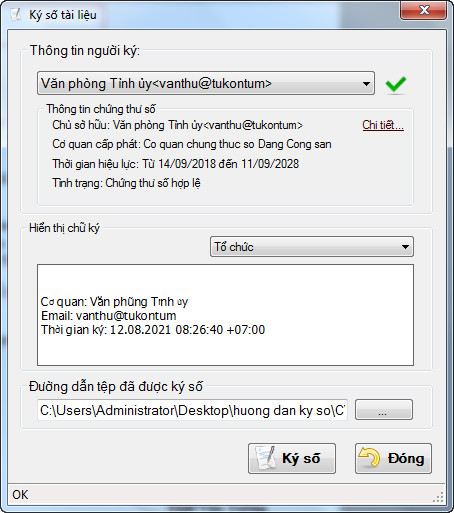 Ký số tài liệu
Thông tin người ký:
Văn phòng Tỉnh ủy<vanthu@tukontum>
Thông tin chứng thư số
Chủ sở hữu: Văn phòng Tỉnh ủy<vanthu@tukontum>
Chi tiết...
Cơ quan cấp phát: Co quan chung thuc so Dang Cong san
Thời gian hiệu lực: Từ 14/09/2018 đến 11/09/2028
Tình trạng: Chứng thư số hợp lệ
Hiển thị chữ ký
Tổ chức
Cơ quan: Văn phũng Tỉnh ủy
Email: vanthu@tukontum
Thời gian ký: 12.08.2021 08:26:40 +07:00
Đường dẫn tệp đã được ký số
C:\Users\Administrator\Desktop\huong dan ky so\C
...
Ký số
Đóng
OK